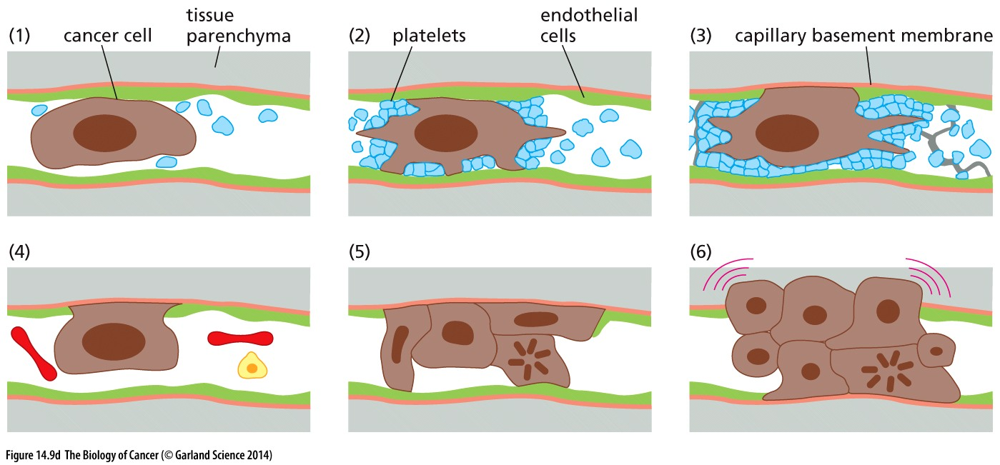 (1)
cancer cell
tissue
parenchyma
(2)
platelets
endothelial
cells
(3)
capillary basement membrane
(4)
(5)
(6)
Figure 14.9d The Biology of Cancer (© Garland Science 2014)